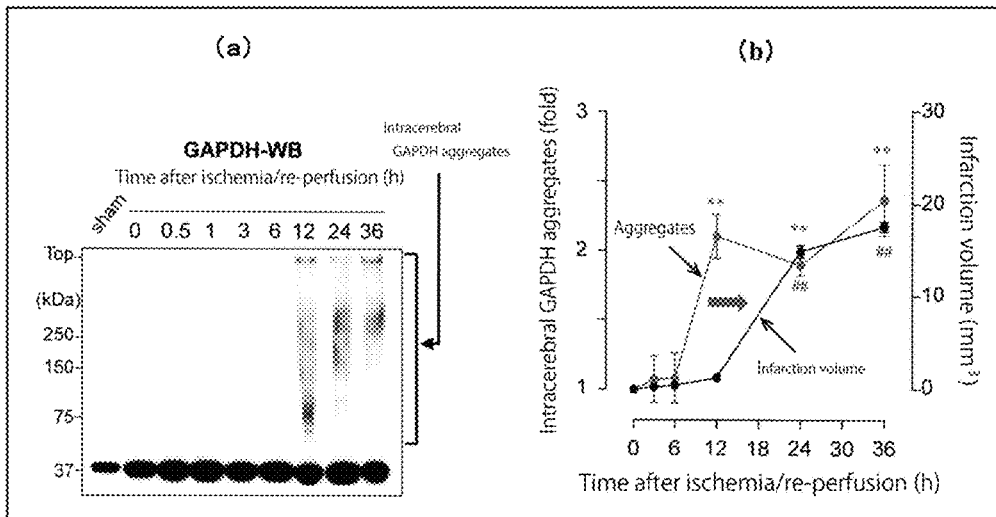 (a)
Intracerebral
GAPDH aggregates
GAPDH-WB
Time after ischemia/re-perfusion (h)
sham 0 0.5 1 3 6 12 24 36
Top
(kDa)
250
150
75
37
(b)
Intracerebral GAPDH aggregates (fold)
3
2
1
30
20
10
0
Infarction volume (mm³)
Aggregates
Infarction volume
**
**
**
##
##
0 6 12 18 24 30 36
Time after ischemia/re-perfusion (h)